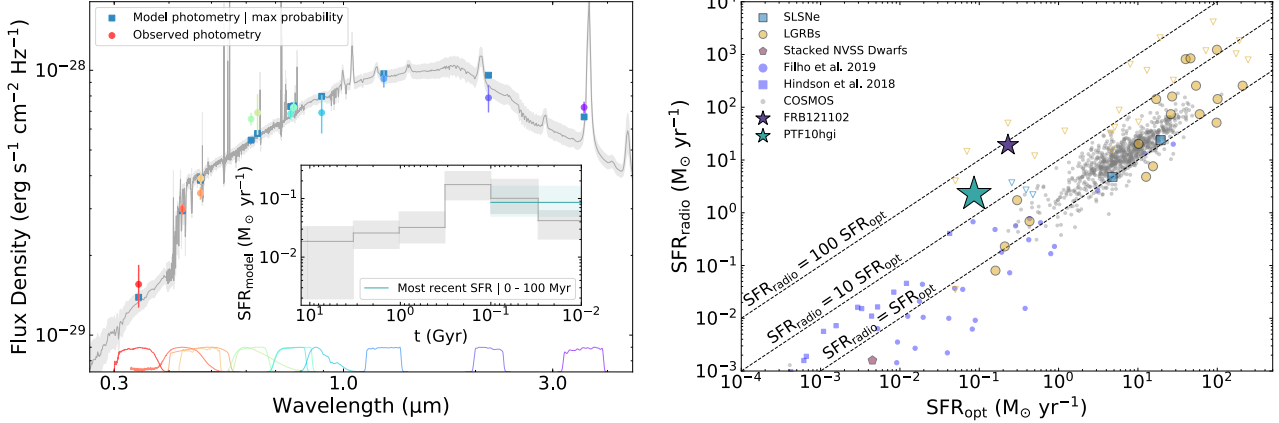 Model photometry | max probability
Observed photometry
Flux Density (erg s⁻¹ cm⁻² Hz⁻¹)
10⁻²⁸
10⁻²⁹
0.3
1.0
3.0
Wavelength (μm)
SFR_model (M⊙ yr⁻¹)
10⁻¹
10⁻²
Most recent SFR | 0 - 100 Myr
10¹
10⁰
10⁻¹
10⁻²
t (Gyr)
SLSNe
LGRBs
Stacked NVSS Dwarfs
Filho et al. 2019
Hindson et al. 2018
COSMOS
FRB121102
PTF10hgi
SFR_radio (M⊙ yr⁻¹)
10⁴
10³
10²
10¹
10⁰
10⁻¹
10⁻²
10⁻³
SFR_radio = 100 SFR_opt
SFR_radio = 10 SFR_opt
SFR_radio = SFR_opt
10⁻⁴
10⁻³
10⁻²
10⁻¹
10⁰
10¹
10²
SFR_opt (M⊙ yr⁻¹)